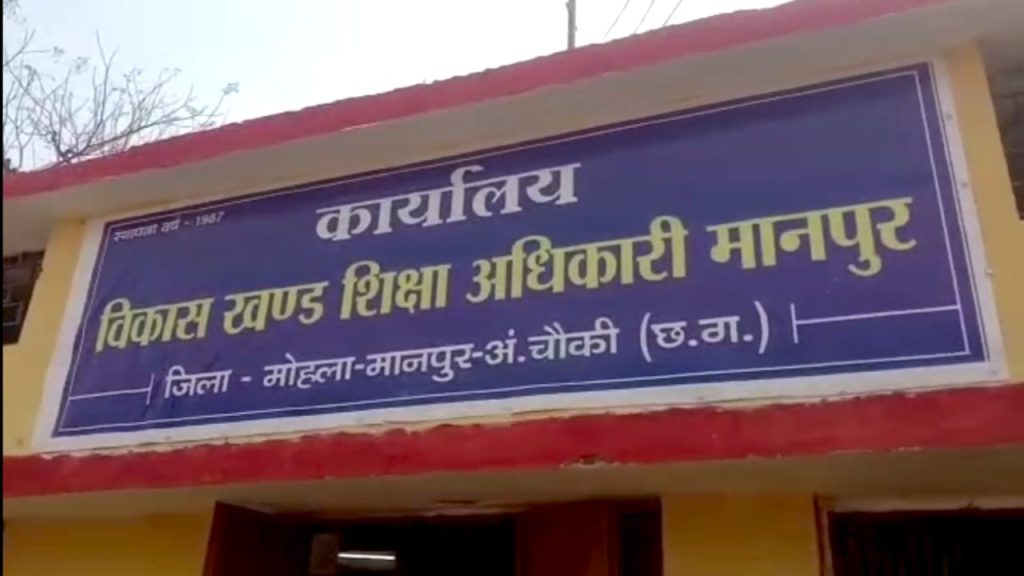 स्थापना वर्ष - 1987
कार्यालय
विकास खण्ड शिक्षा अधिकारी मानपुर
जिला - मोहला-मानपुर-अं.चौकी (छ.ग.)